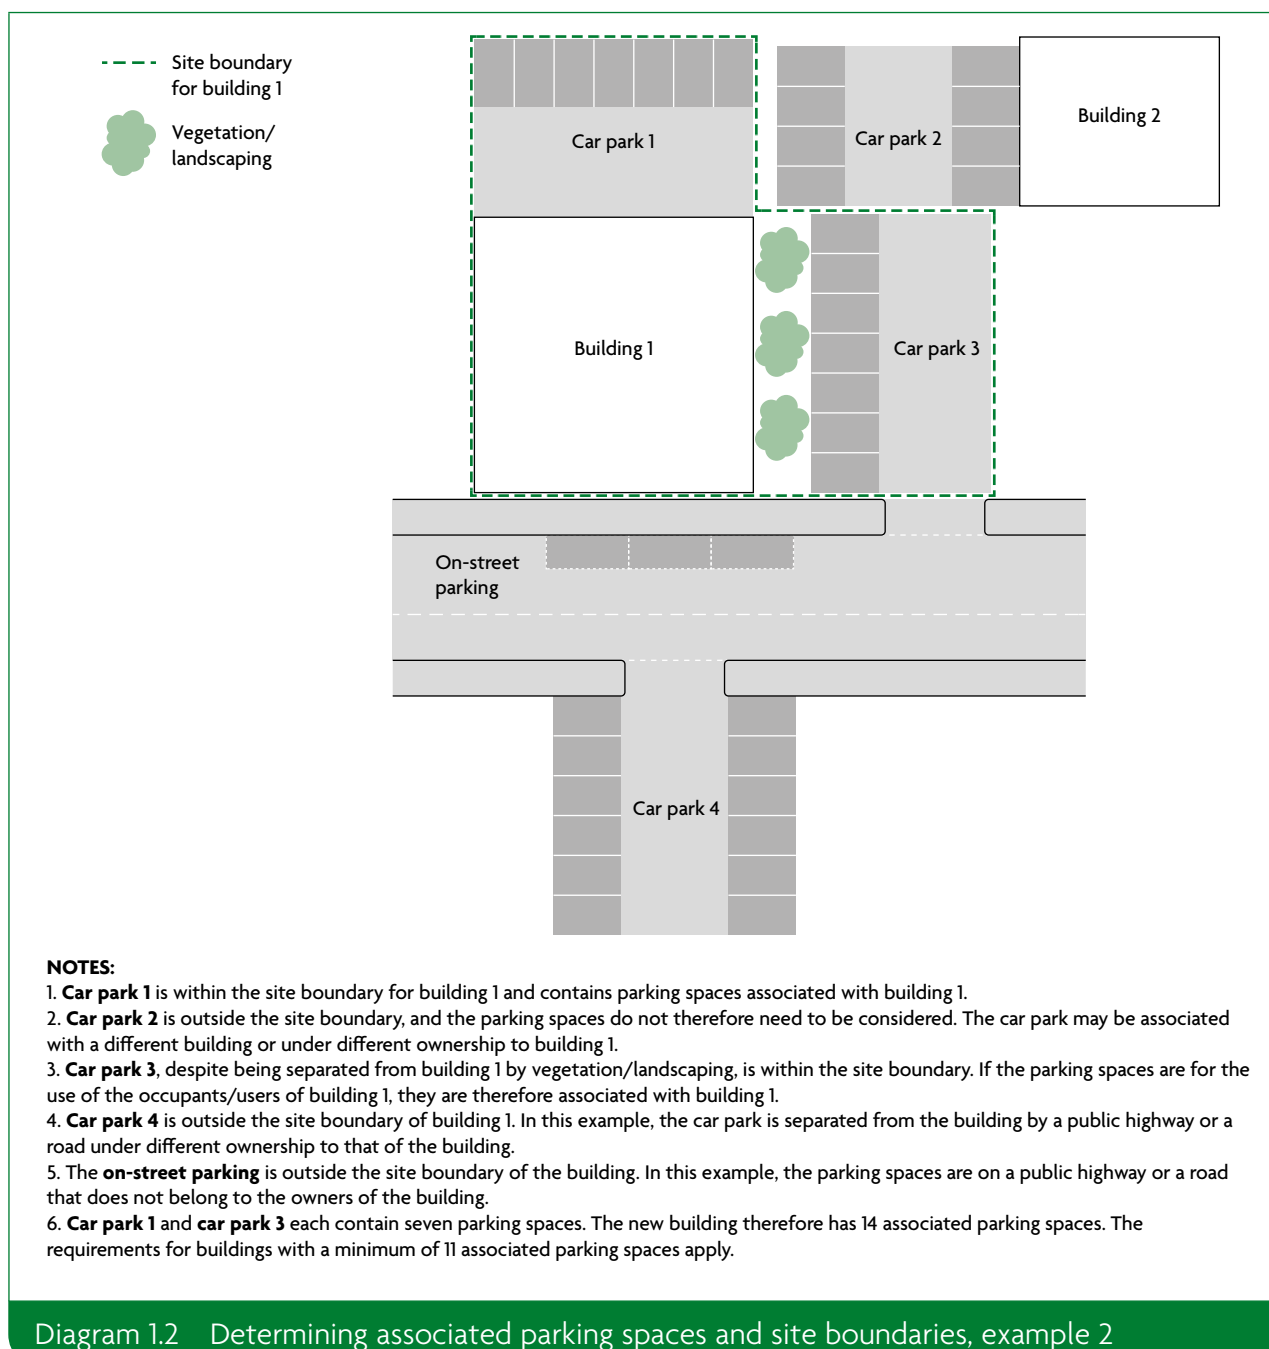 Site boundary
for building 1
Vegetation/
landscaping
Car park 1
Car park 2
Building 2
Building 1
Car park 3
On-street
parking
Car park 4
NOTES:
1. Car park 1 is within the site boundary for building 1 and contains parking spaces associated with building 1.
2. Car park 2 is outside the site boundary, and the parking spaces do not therefore need to be considered. The car park may be associated
with a different building or under different ownership to building 1.
3. Car park 3, despite being separated from building 1 by vegetation/landscaping, is within the site boundary. If the parking spaces are for the
use of the occupants/users of building 1, they are therefore associated with building 1.
4. Car park 4 is outside the site boundary of building 1. In this example, the car park is separated from the building by a public highway or a
road under different ownership to that of the building.
5. The on-street parking is outside the site boundary of the building. In this example, the parking spaces are on a public highway or a road
that does not belong to the owners of the building.
6. Car park 1 and car park 3 each contain seven parking spaces. The new building therefore has 14 associated parking spaces. The
requirements for buildings with a minimum of 11 associated parking spaces apply.
Diagram 1.2 Determining associated parking spaces and site boundaries, example 2